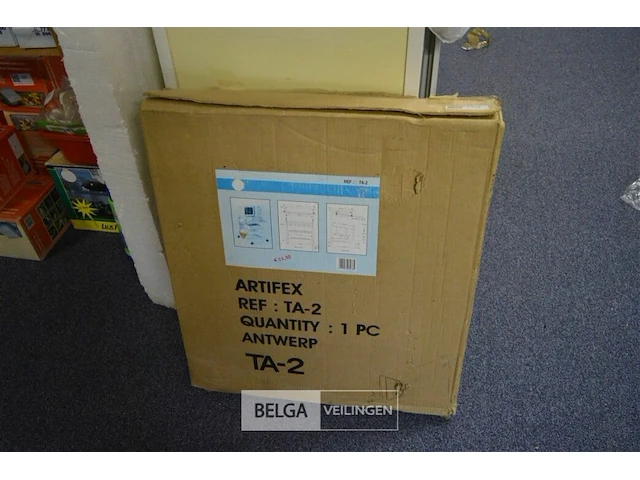 REF : TA-2
ARTIFEX
REF : TA-2
QUANTITY : 1 PC
ANTWERP
TA-2
BELGA VEILINGEN